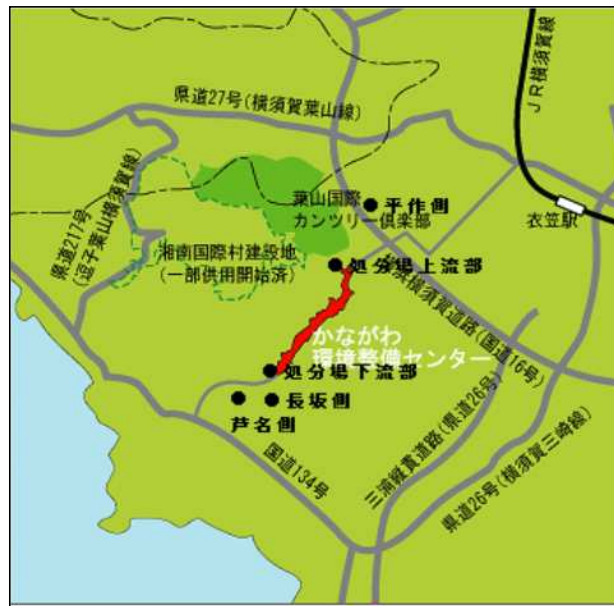 JR横須賀線
県道27号(横須賀葉山線)
葉山国際
カンツリー倶楽部
平作側
衣笠駅
県道217号
(逗子葉山横須賀線)
湘南国際村建設地
(一部供用開始済)
処分場上流部
横浜横須賀道路(国道16号)
かながわ
環境整備センター
処分場下流部
芦名側
長坂側
三浦縦貫道路(県道26号)
国道134号
県道26号(横須賀三崎線)